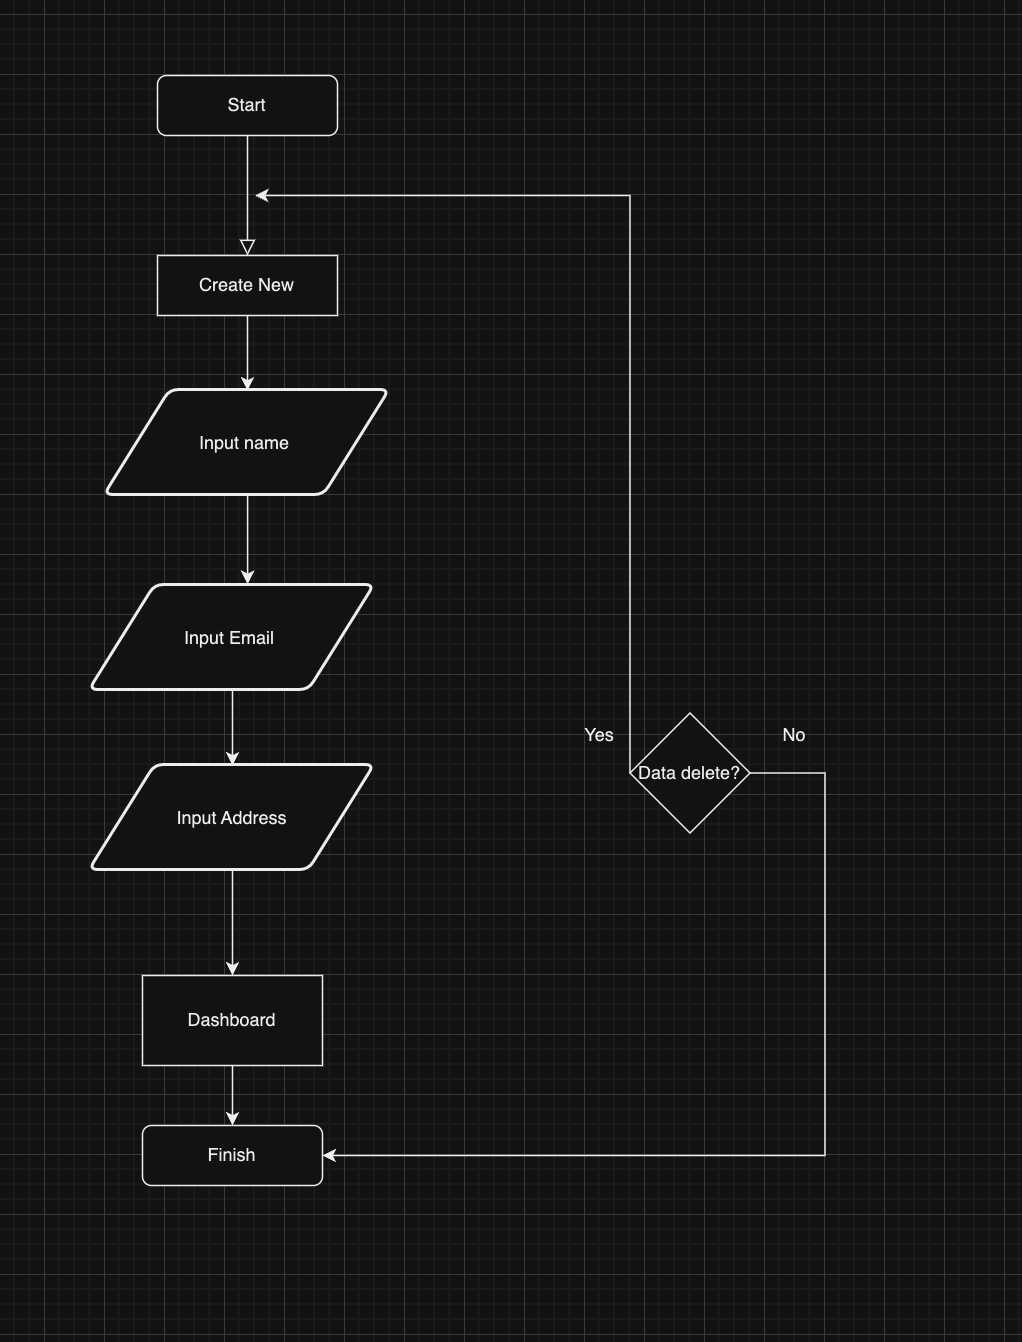 Start
Create New
Input name
Input Email
Yes
No
Data delete?
Input Address
Dashboard
Finish